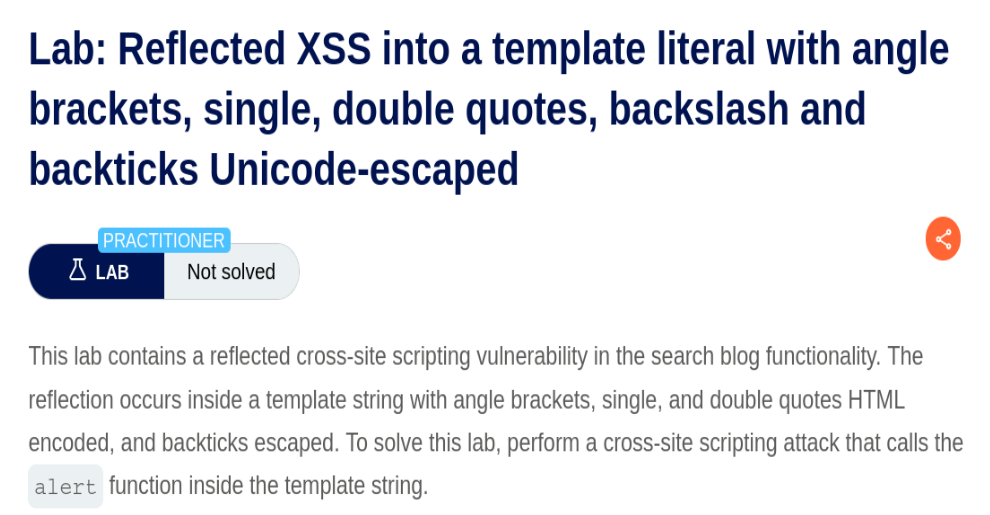 Lab: Reflected XSS into a template literal with angle
brackets, single, double quotes, backslash and
backticks Unicode-escaped
PRACTITIONER
LAB Not solved
This lab contains a reflected cross-site scripting vulnerability in the search blog functionality. The
reflection occurs inside a template string with angle brackets, single, and double quotes HTML
encoded, and backticks escaped. To solve this lab, perform a cross-site scripting attack that calls the
alert function inside the template string.